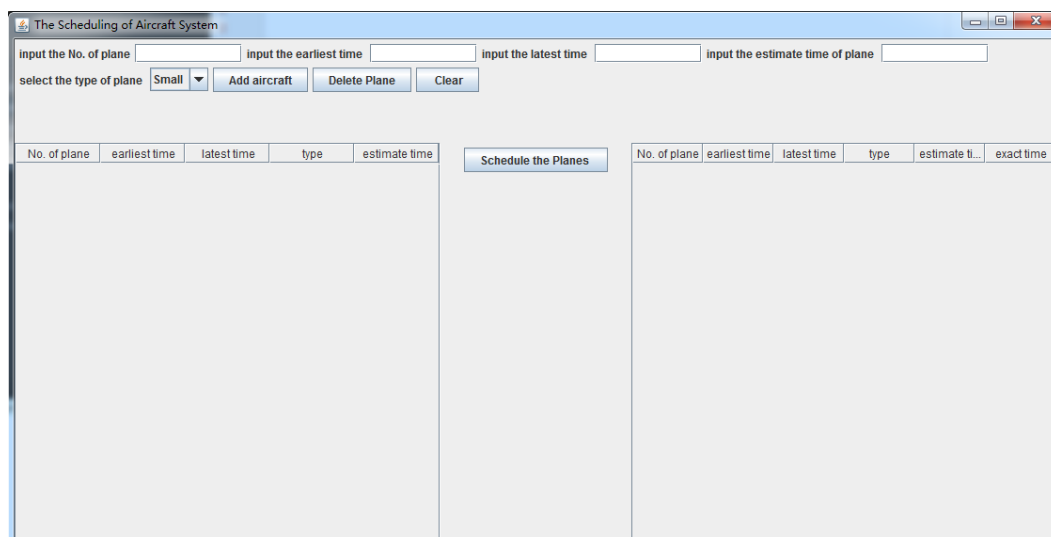 The Scheduling of Aircraft System
input the No. of plane input the earliest time input the latest time input the estimate time of plane
select the type of plane Small Add aircraft Delete Plane Clear
No. of plane earliest time latest time type estimate time
Schedule the Planes
No. of plane earliest time latest time type estimate ti... exact time